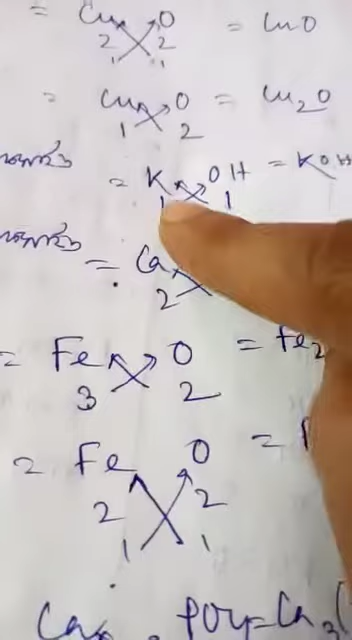 = Cu O = CuO
2 2
1 1
= Cu O = Cu2O
1 2
= K OH = KOH
1 1
= Ca
2
= Fe O = Fe2
3 2
= Fe O =
2 2
1 1
Ca PO4 = Ca3(